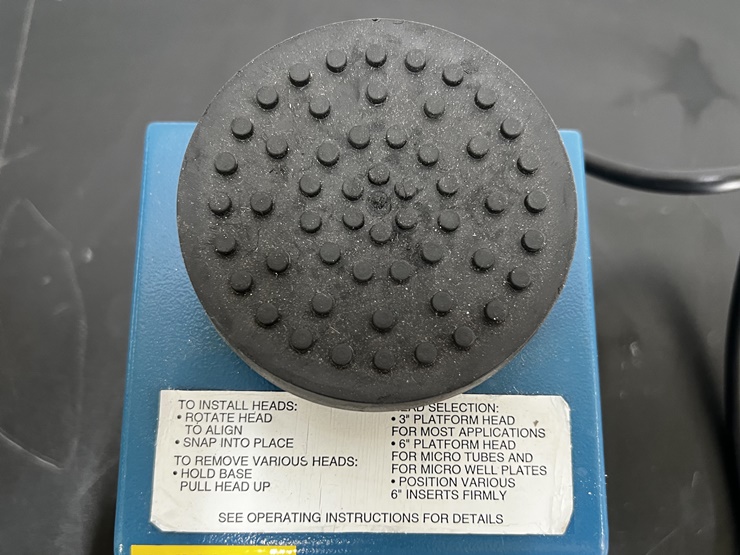 TO INSTALL HEADS:
• ROTATE HEAD
TO ALIGN
• SNAP INTO PLACE
TO REMOVE VARIOUS HEADS:
• HOLD BASE
PULL HEAD UP
SELECTION:
• 3" PLATFORM HEAD
FOR MOST APPLICATIONS
• 6" PLATFORM HEAD
FOR MICRO TUBES AND
FOR MICRO WELL PLATES
• POSITION VARIOUS
6" INSERTS FIRMLY
SEE OPERATING INSTRUCTIONS FOR DETAILS